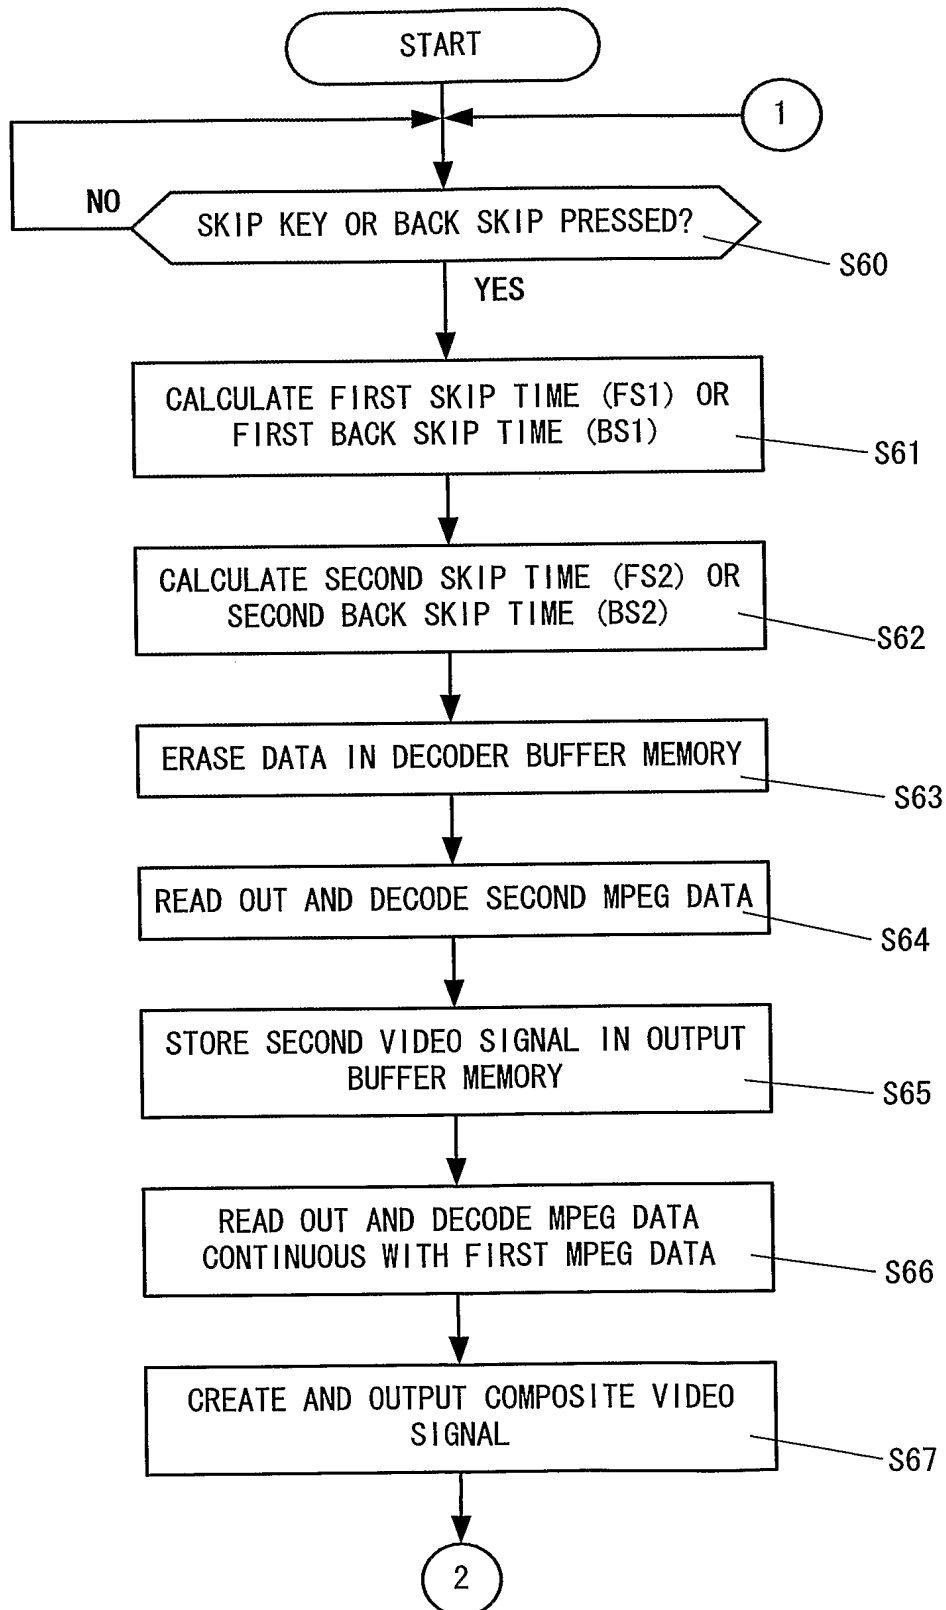 START
1
NO
SKIP KEY OR BACK SKIP PRESSED?
S60
YES
CALCULATE FIRST SKIP TIME (FS1) OR
FIRST BACK SKIP TIME (BS1)
S61
CALCULATE SECOND SKIP TIME (FS2) OR
SECOND BACK SKIP TIME (BS2)
S62
ERASE DATA IN DECODER BUFFER MEMORY
S63
READ OUT AND DECODE SECOND MPEG DATA
S64
STORE SECOND VIDEO SIGNAL IN OUTPUT
BUFFER MEMORY
S65
READ OUT AND DECODE MPEG DATA
CONTINUOUS WITH FIRST MPEG DATA
S66
CREATE AND OUTPUT COMPOSITE VIDEO
SIGNAL
S67
2